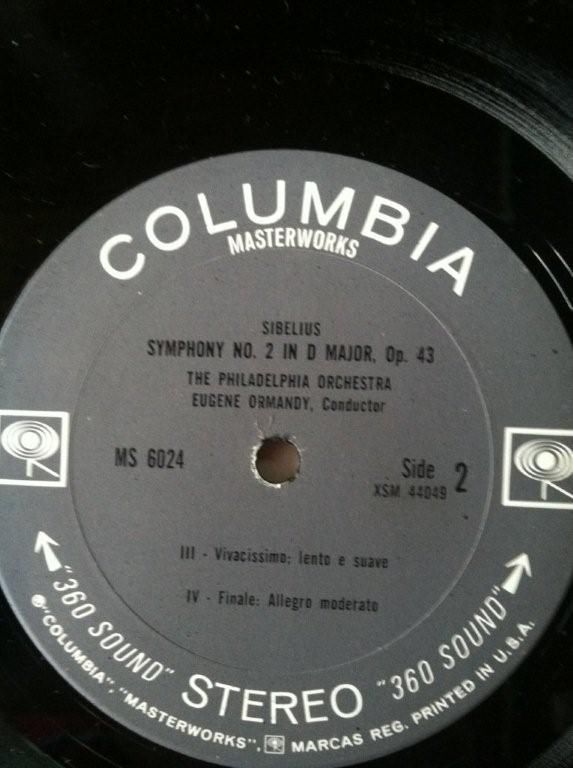 COLUMBIA
MASTERWORKS
SIBELIUS
SYMPHONY NO. 2 IN D MAJOR, Op. 43
THE PHILADELPHIA ORCHESTRA
EUGENE ORMANDY, Conductor
MS 6024
Side 2
XSM 44049
III - Vivacissimo; lento e suave
IV - Finale: Allegro moderato
"360 SOUND" STEREO "360 SOUND"
Ⓡ "COLUMBIA", "MASTERWORKS", MARCAS REG. PRINTED IN U.S.A.